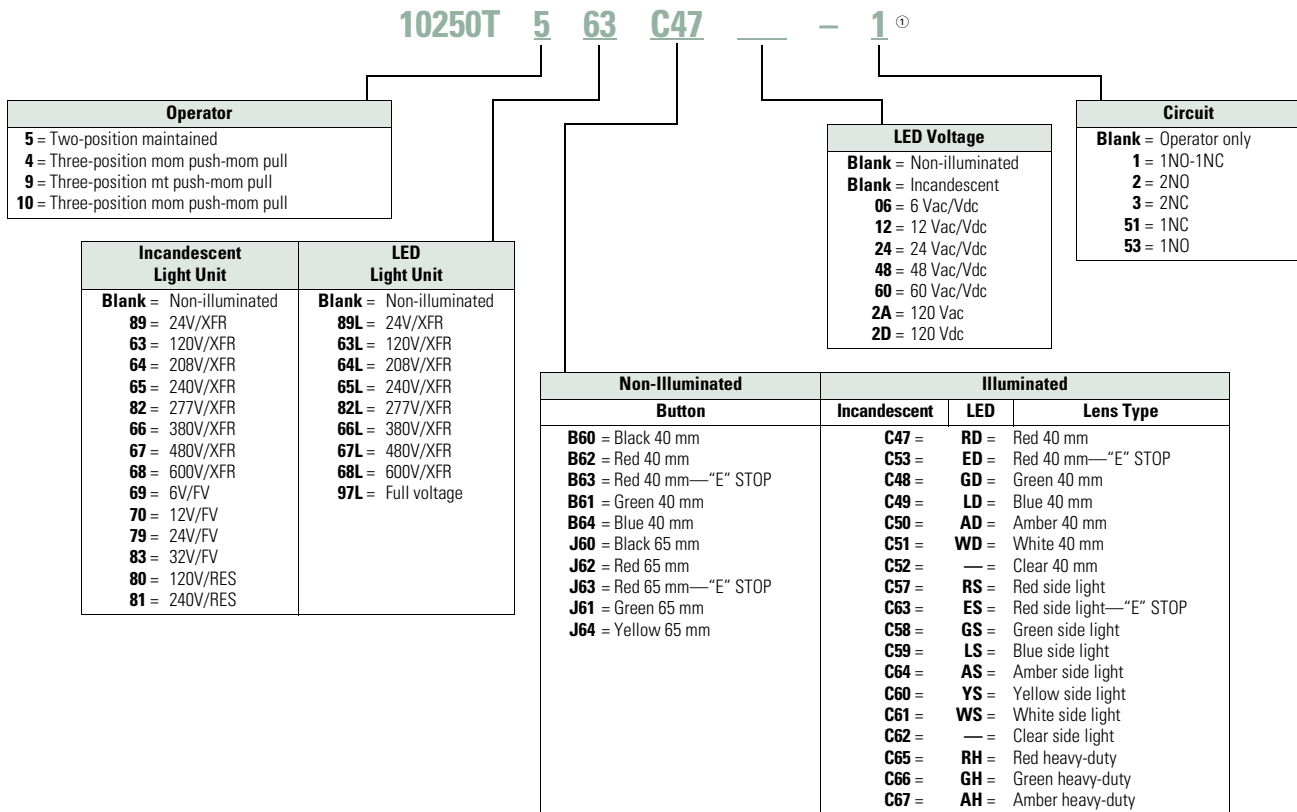 10250T 5 63 C47 ___ – 1 ①
Operator
5 = Two-position maintained
4 = Three-position mom push-mom pull
9 = Three-position mt push-mom pull
10 = Three-position mom push-mom pull
Incandescent Light Unit
Blank = Non-illuminated
89 = 24V/XFR
63 = 120V/XFR
64 = 208V/XFR
65 = 240V/XFR
82 = 277V/XFR
66 = 380V/XFR
67 = 480V/XFR
68 = 600V/XFR
69 = 6V/FV
70 = 12V/FV
79 = 24V/FV
83 = 32V/FV
80 = 120V/RES
81 = 240V/RES
LED Light Unit
Blank = Non-illuminated
89L = 24V/XFR
63L = 120V/XFR
64L = 208V/XFR
65L = 240V/XFR
82L = 277V/XFR
66L = 380V/XFR
67L = 480V/XFR
68L = 600V/XFR
97L = Full voltage
LED Voltage
Blank = Non-illuminated
Blank = Incandescent
06 = 6 Vac/Vdc
12 = 12 Vac/Vdc
24 = 24 Vac/Vdc
48 = 48 Vac/Vdc
60 = 60 Vac/Vdc
2A = 120 Vac
2D = 120 Vdc
Circuit
Blank = Operator only
1 = 1NO-1NC
2 = 2NO
3 = 2NC
51 = 1NC
53 = 1NO
Non-Illuminated
Button
B60 = Black 40 mm
B62 = Red 40 mm
B63 = Red 40 mm—“E” STOP
B61 = Green 40 mm
B64 = Blue 40 mm
J60 = Black 65 mm
J62 = Red 65 mm
J63 = Red 65 mm—“E” STOP
J61 = Green 65 mm
J64 = Yellow 65 mm
Illuminated
Incandescent LED Lens Type
C47 = RD = Red 40 mm
C53 = ED = Red 40 mm—“E” STOP
C48 = GD = Green 40 mm
C49 = LD = Blue 40 mm
C50 = AD = Amber 40 mm
C51 = WD = White 40 mm
C52 = — = Clear 40 mm
C57 = RS = Red side light
C63 = ES = Red side light—“E” STOP
C58 = GS = Green side light
C59 = LS = Blue side light
C64 = AS = Amber side light
C60 = YS = Yellow side light
C61 = WS = White side light
C62 = — = Clear side light
C65 = RH = Red heavy-duty
C66 = GH = Green heavy-duty
C67 = AH = Amber heavy-duty